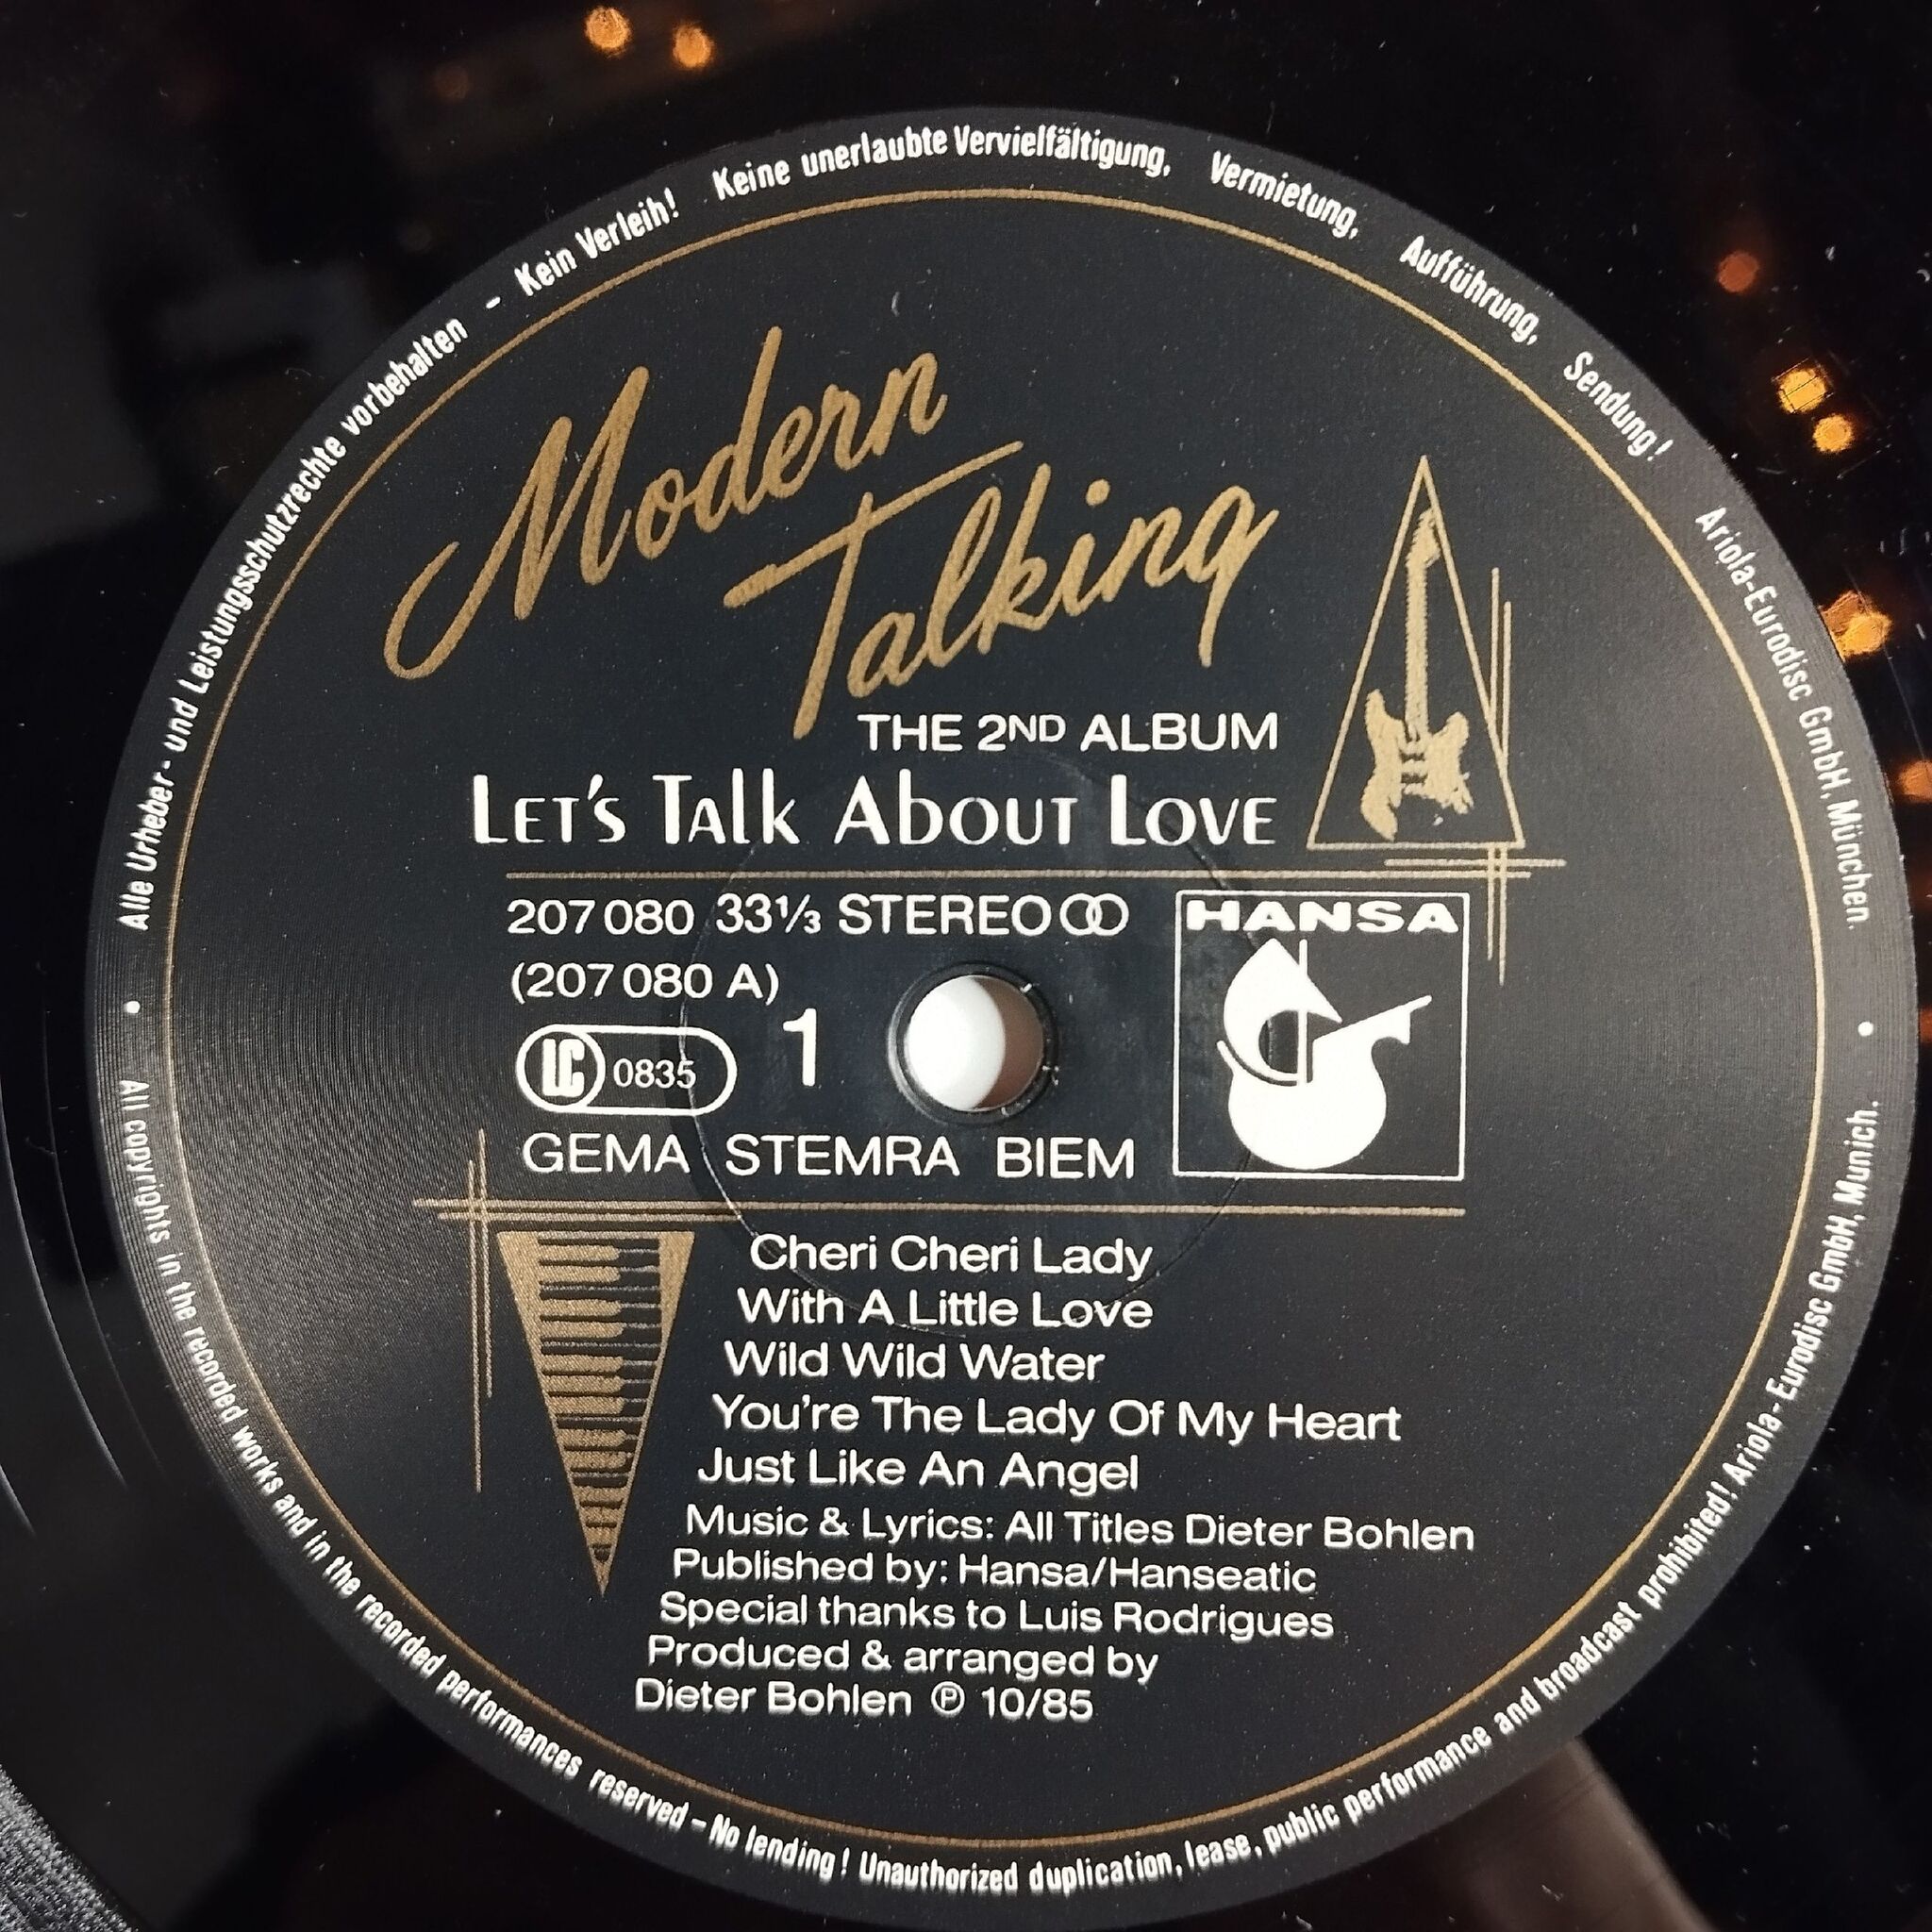 Alle Urheber- und Leistungsschutzrechte vorbehalten - Kein Verleih! Keine unerlaubte Vervielfältigung, Vermietung, Aufführung, Sendung! Ariola-Eurodisc GmbH, München.
Modern
Talking
THE 2ND ALBUM
LET'S TALK ABOUT LOVE
207 080 33⅓ STEREO
HANSA
(207 080 A)
1
LC 0835
GEMA STEMRA BIEM
Cheri Cheri Lady
With A Little Love
Wild Wild Water
You're The Lady Of My Heart
Just Like An Angel
Music & Lyrics: All Titles Dieter Bohlen
Published by: Hansa/Hanseatic
Special thanks to Luis Rodrigues
Produced & arranged by
Dieter Bohlen ℗ 10/85
All copyrights in the recorded works and in the recorded performances reserved - No lending! Unauthorized duplication, lease, public performance and broadcast prohibited! Ariola-Eurodisc GmbH, Munich.